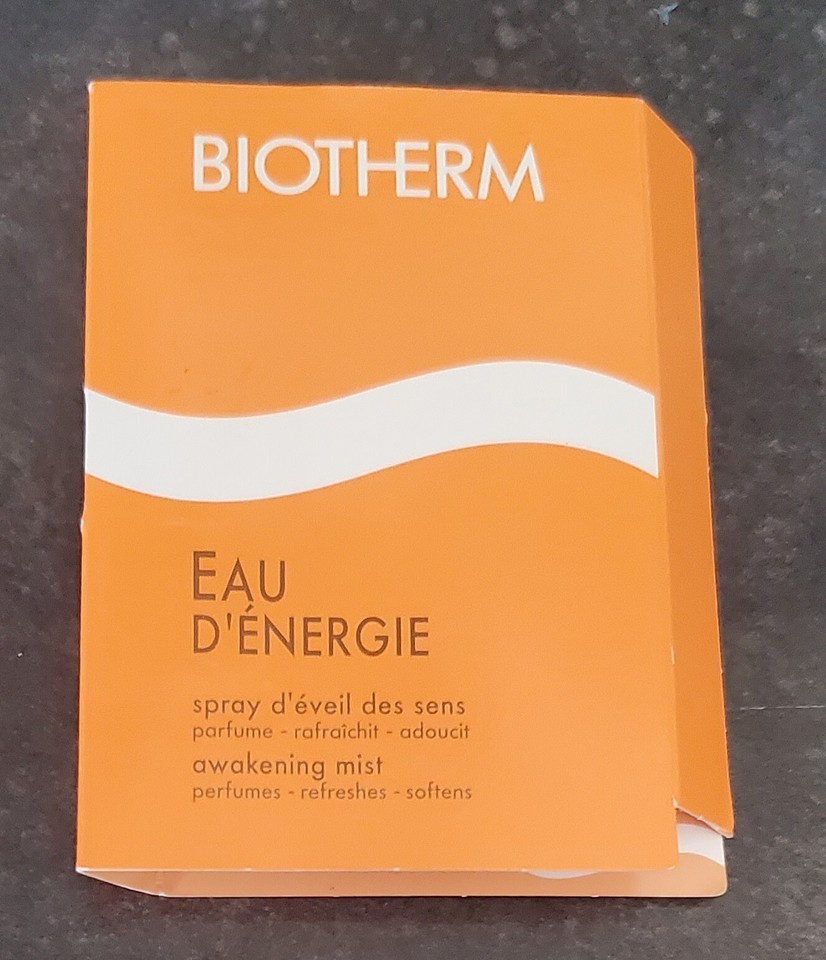 BIOTHERM
EAU
D'ÉNERGIE
spray d'éveil des sens
parfume - rafraîchit - adoucit
awakening mist
perfumes - refreshes - softens